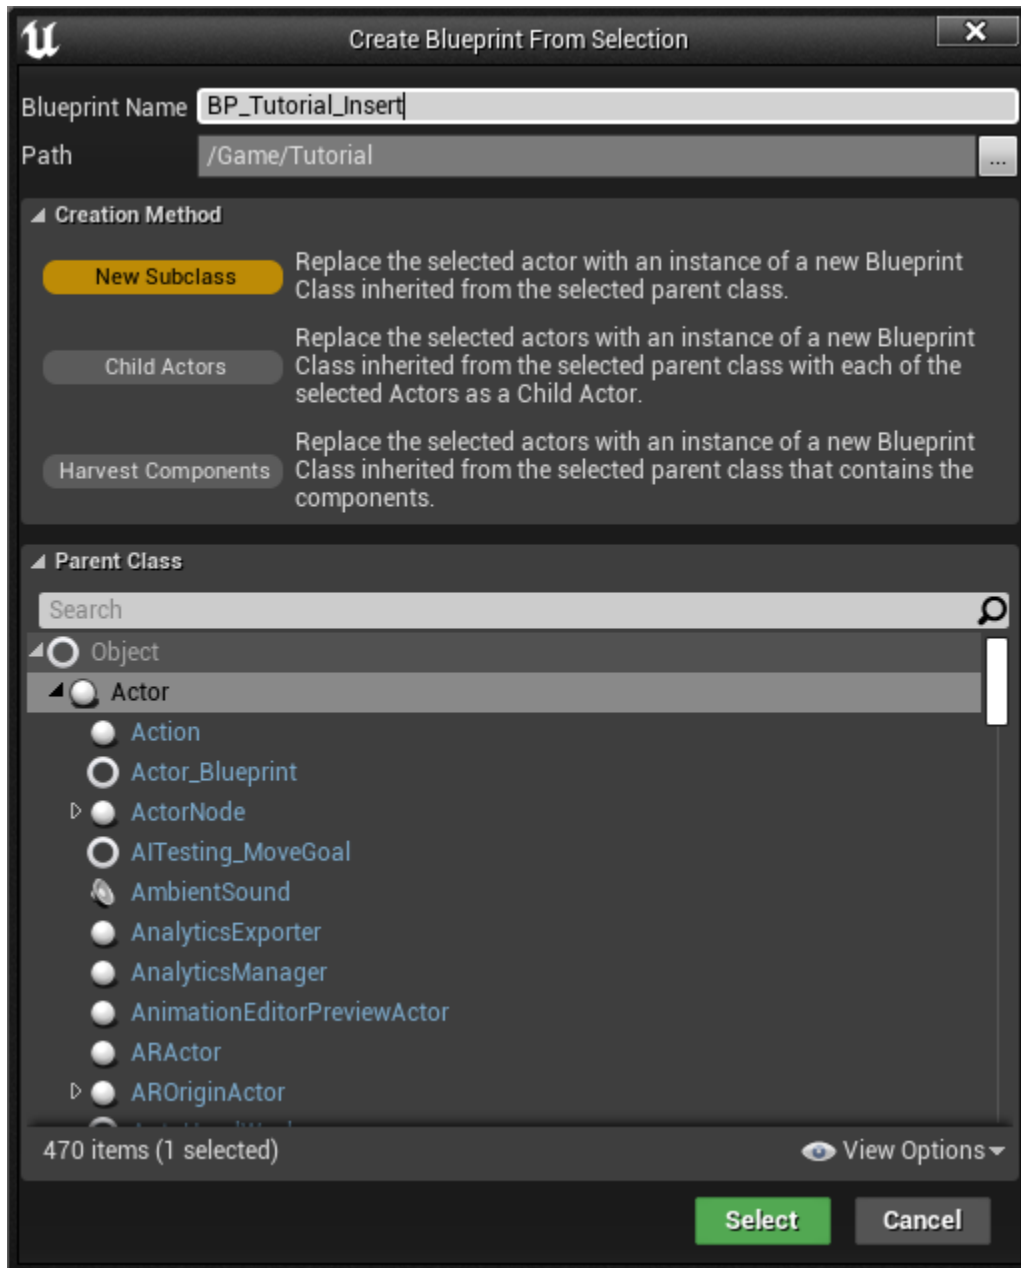 Create Blueprint From Selection
Blueprint Name BP_Tutorial_Insert
Path /Game/Tutorial ...
Creation Method
New Subclass
Replace the selected actor with an instance of a new Blueprint
Class inherited from the selected parent class.
Child Actors
Replace the selected actors with an instance of a new Blueprint
Class inherited from the selected parent class with each of the
selected Actors as a Child Actor.
Harvest Components
Replace the selected actors with an instance of a new Blueprint
Class inherited from the selected parent class that contains the
components.
Parent Class
Search
Object
Actor
Action
Actor_Blueprint
ActorNode
AITesting_MoveGoal
AmbientSound
AnalyticsExporter
AnalyticsManager
AnimationEditorPreviewActor
ARActor
AROriginActor
470 items (1 selected) View Options
Select Cancel